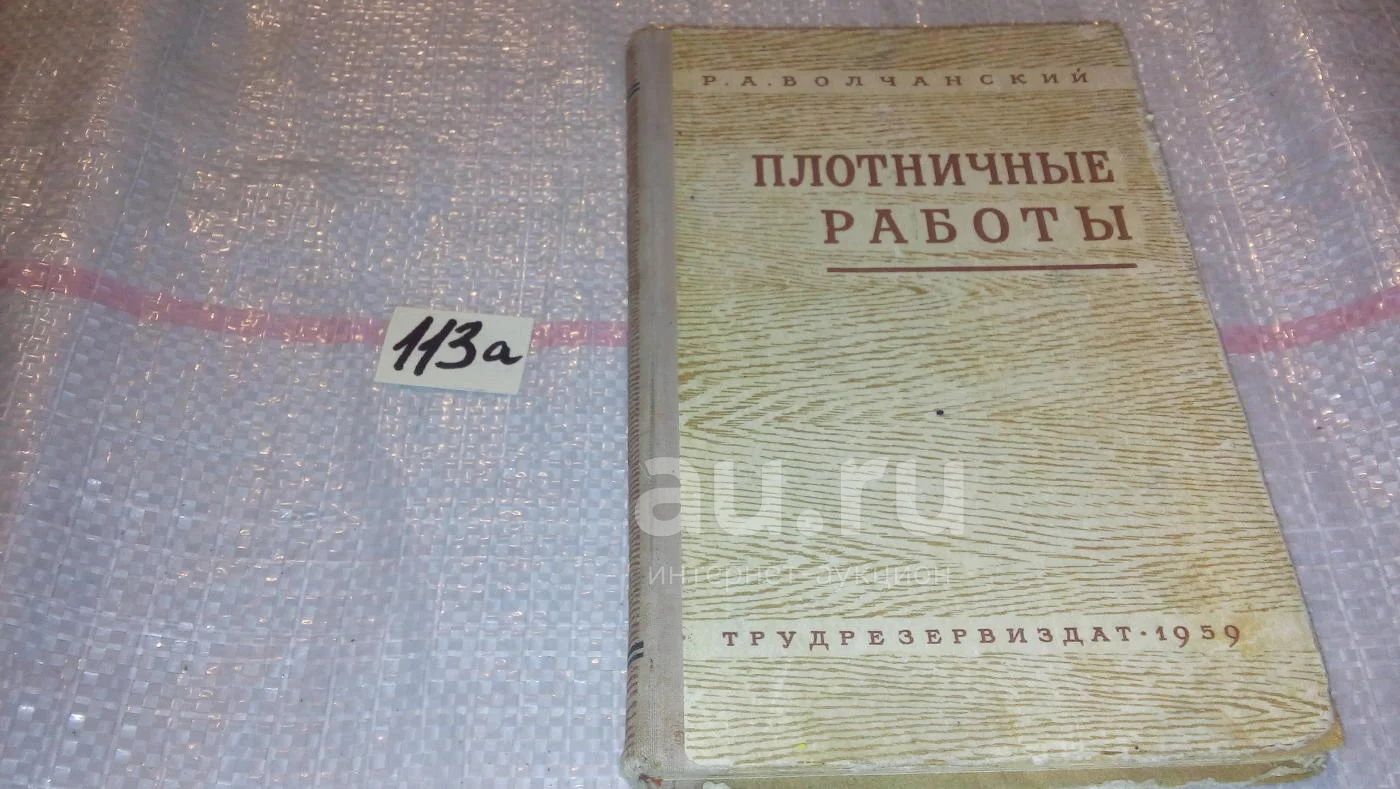 Р. А. ВОЛЧАНСКИЙ
ПЛОТНИЧНЫЕ
РАБОТЫ
113а
au.ru
интернет-аукцион
ТРУДРЕЗЕРВИЗДАТ · 1959